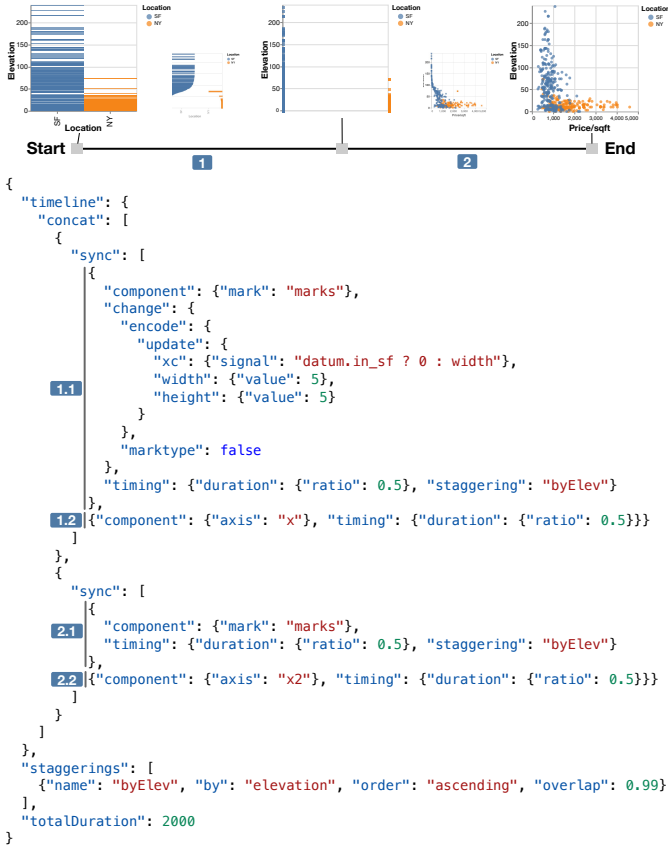 Location
SF
NY
Elevation
200
150
100
50
0
SF
NY
Location
Location
SF
NY
Elevation
200
150
100
50
0
Location
SF
NY
Elevation
200
150
100
50
0
0
1,000
2,000
3,000
4,000
5,000
Price/sqft
Start
End
1
2
{
"timeline": {
"concat": [
{
"sync": [
{
"component": {"mark": "marks"},
"change": {
"encode": {
"update": {
"xc": {"signal": "datum.in_sf ? 0 : width"},
"width": {"value": 5},
1.1 "height": {"value": 5}
}
},
"marktype": false
},
"timing": {"duration": {"ratio": 0.5}, "staggering": "byElev"}
},
1.2 {"component": {"axis": "x"}, "timing": {"duration": {"ratio": 0.5}}}
]
},
{
"sync": [
{
2.1 "component": {"mark": "marks"},
"timing": {"duration": {"ratio": 0.5}, "staggering": "byElev"}
},
2.2 {"component": {"axis": "x2"}, "timing": {"duration": {"ratio": 0.5}}}
]
}
]
},
"staggerings": [
{"name": "byElev", "by": "elevation", "order": "ascending", "overlap": 0.99}
],
"totalDuration": 2000
}